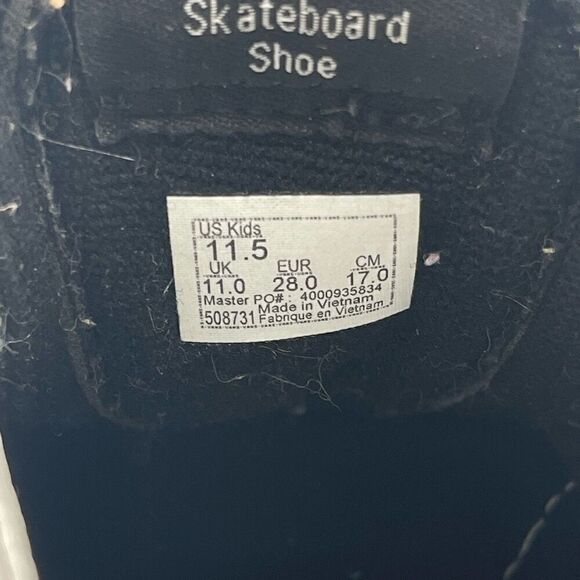 Skateboard
Shoe
US Kids
11.5
UK EUR CM
11.0 28.0 17.0
Master PO# : 4000935834
508731 Made in Vietnam
Fabrique en Vietnam